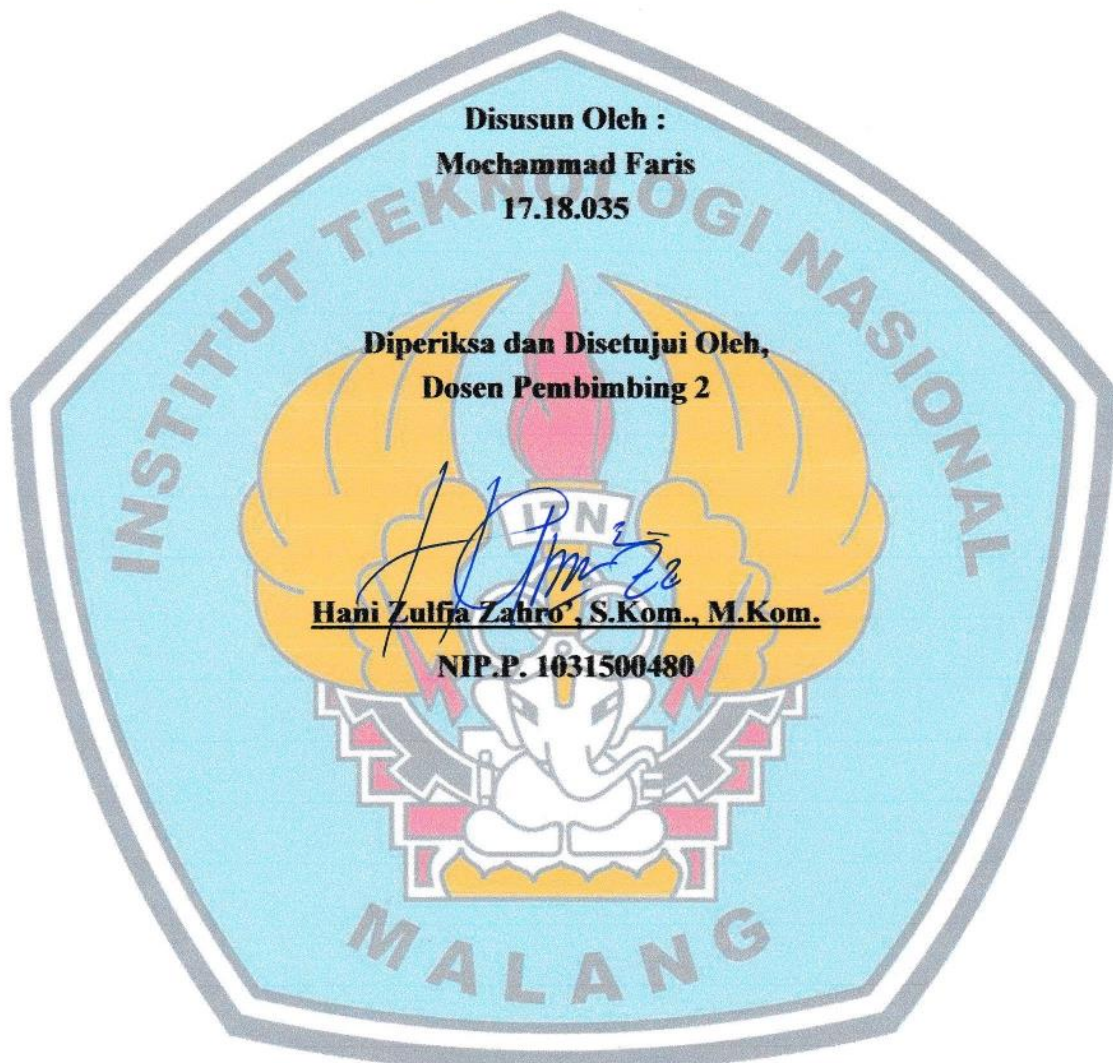 Disusun Oleh :
Mochammad Faris
17.18.035
INSTITUT TEKNOLOGI NASIONAL
Diperiksa dan Disetujui Oleh,
Dosen Pembimbing 2
ITN
Hani Zulfia Zahro', S.Kom., M.Kom.
NIP.P. 1031500480
MALANG